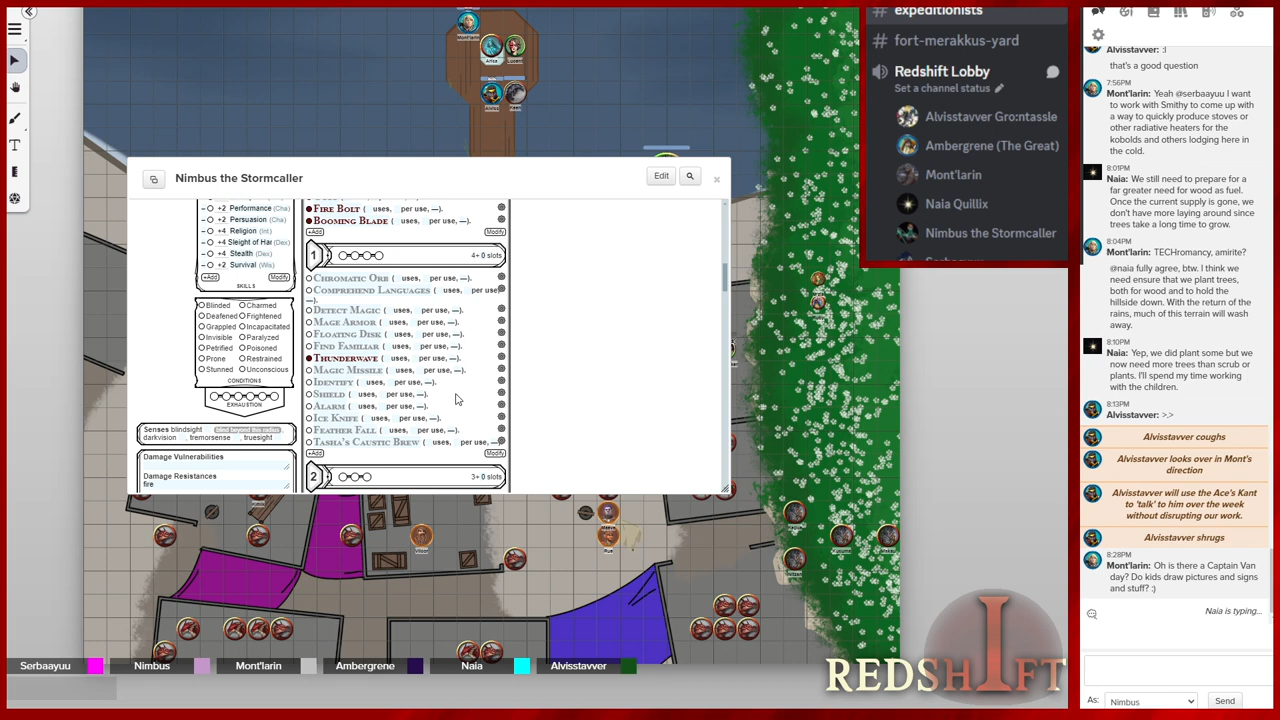 Nimbus the Stormcaller
Edit
+2 Performance (Cha)
+2 Persuasion (Cha)
+4 Religion (Int)
+4 Sleight of Har (Dex)
+4 Stealth (Dex)
+2 Survival (Wis)
+Add
Modify
SKILLS
Blinded
Charmed
Deafened
Frightened
Grappled
Incapacitated
Invisible
Paralyzed
Petrified
Poisoned
Prone
Restrained
Stunned
Unconscious
CONDITIONS
EXHAUSTION
Senses blindsight
darkvision , tremorsense , truesight
Damage Vulnerabilities
Damage Resistances
fire
Fire Bolt ( uses, per use, —).
Booming Blade ( uses, per use, —).
+Add
Modify
1
4+ 0 slots
Chromatic Orb ( uses, per use, —).
Comprehend Languages ( uses, per use,
—).
Detect Magic ( uses, per use, —).
Mage Armor ( uses, per use, —).
Floating Disk ( uses, per use, —).
Find Familiar ( uses, per use, —).
Thunderwave ( uses, per use, —).
Magic Missile ( uses, per use, —).
Identify ( uses, per use, —).
Shield ( uses, per use, —).
Alarm ( uses, per use, —).
Ice Knife ( uses, per use, —).
Feather Fall ( uses, per use, —).
Tasha's Caustic Brew ( uses, per use, —
+Add
Modify
2
3+ 0 slots
Serbaayuu
Nimbus
Mont'larin
Ambergrene
Naia
Alvisstavver
REDSHIFT
# expeditionists
# fort-merakkus-yard
Redshift Lobby
Set a channel status
Alvisstavver Gro:ntassle
Ambergrene (The Great)
Mont'larin
Naia Quillix
Nimbus the Stormcaller
Alvisstavver: :I
that's a good question
7:56PM
Mont'larin: Yeah @serbaayuu I want
to work with Smithy to come up with
a way to quickly produce stoves or
other radiative heaters for the
kobolds and others lodging here in
the cold.
8:01PM
Naia: We still need to prepare for a
far greater need for wood as fuel.
Once the current supply is gone, we
don't have more laying around since
trees take a long time to grow.
8:04PM
Mont'larin: TECHromancy, amirite?
@naia fully agree, btw. I think we
need ensure that we plant trees,
both for wood and to hold the
hillside down. With the return of the
rains, much of this terrain will wash
away.
8:10PM
Naia: Yep, we did plant some but we
now need more trees than scrub or
plants. I'll spend my time working
with the children.
8:13PM
Alvisstavver: >.>
Alvisstavver coughs
Alvisstavver looks over in Mont's
direction
Alvisstavver will use the Ace's Kant
to 'talk' to him over the week
without disrupting our work.
Alvisstavver shrugs
8:28PM
Mont'larin: Oh is there a Captain Van
day? Do kids draw pictures and signs
and stuff? :)
Naia is typing...
As:
Nimbus
Send